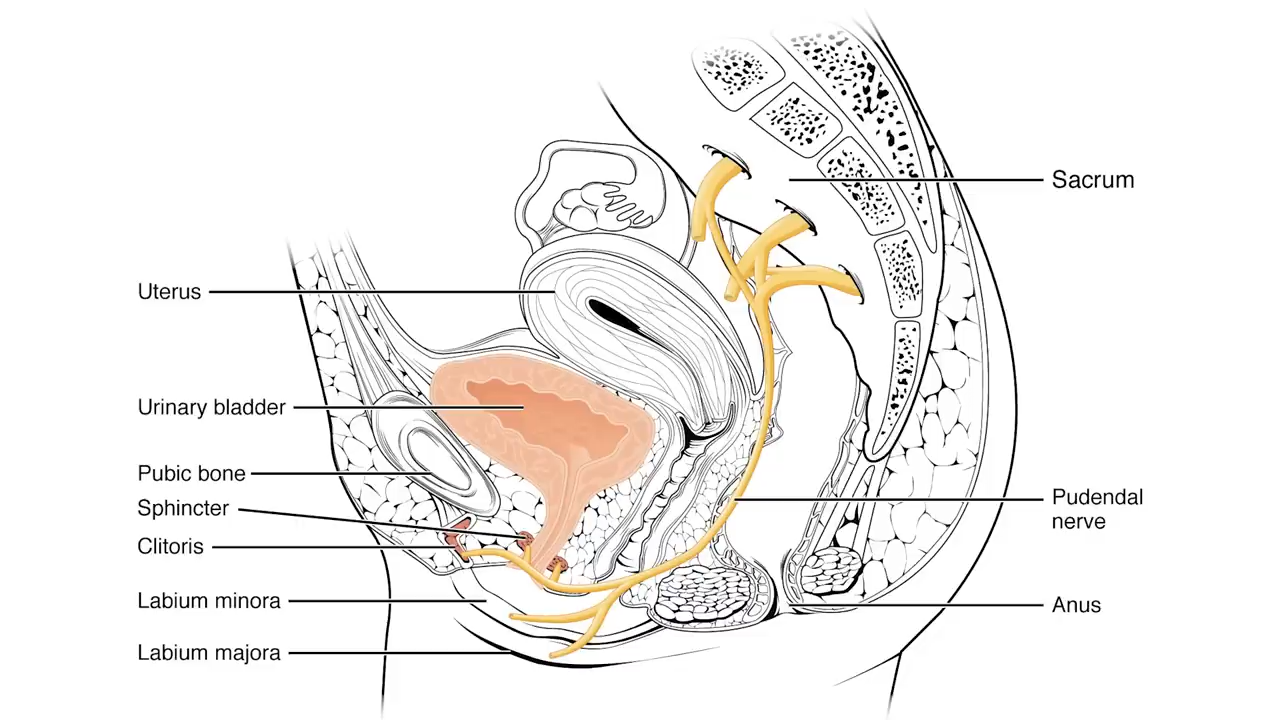 Sacrum
Uterus
Urinary bladder
Pubic bone
Sphincter
Clitoris
Labium minora
Labium majora
Pudendal
nerve
Anus